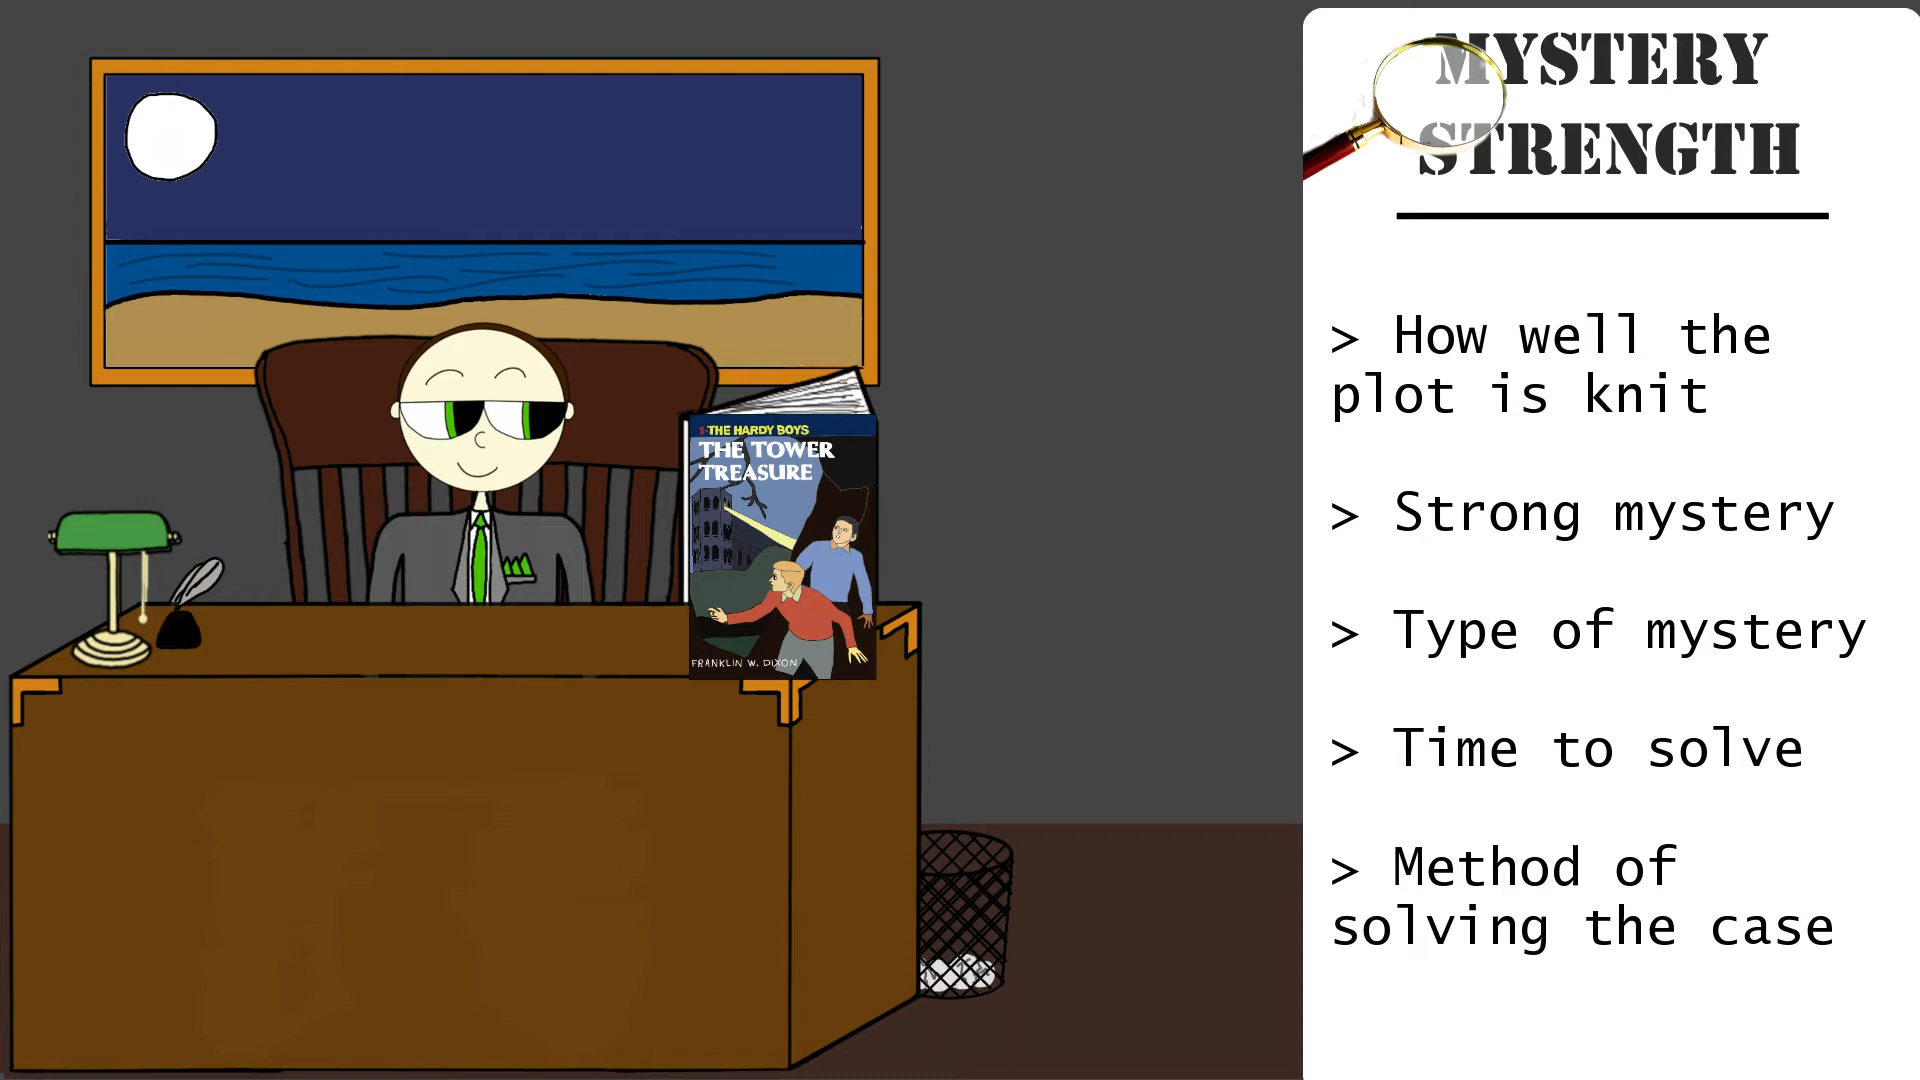 MYSTERY
STRENGTH
> How well the
plot is knit
> Strong mystery
> Type of mystery
> Time to solve
> Method of
solving the case
1-THE HARDY BOYS
THE TOWER
TREASURE
FRANKLIN W. DIXON